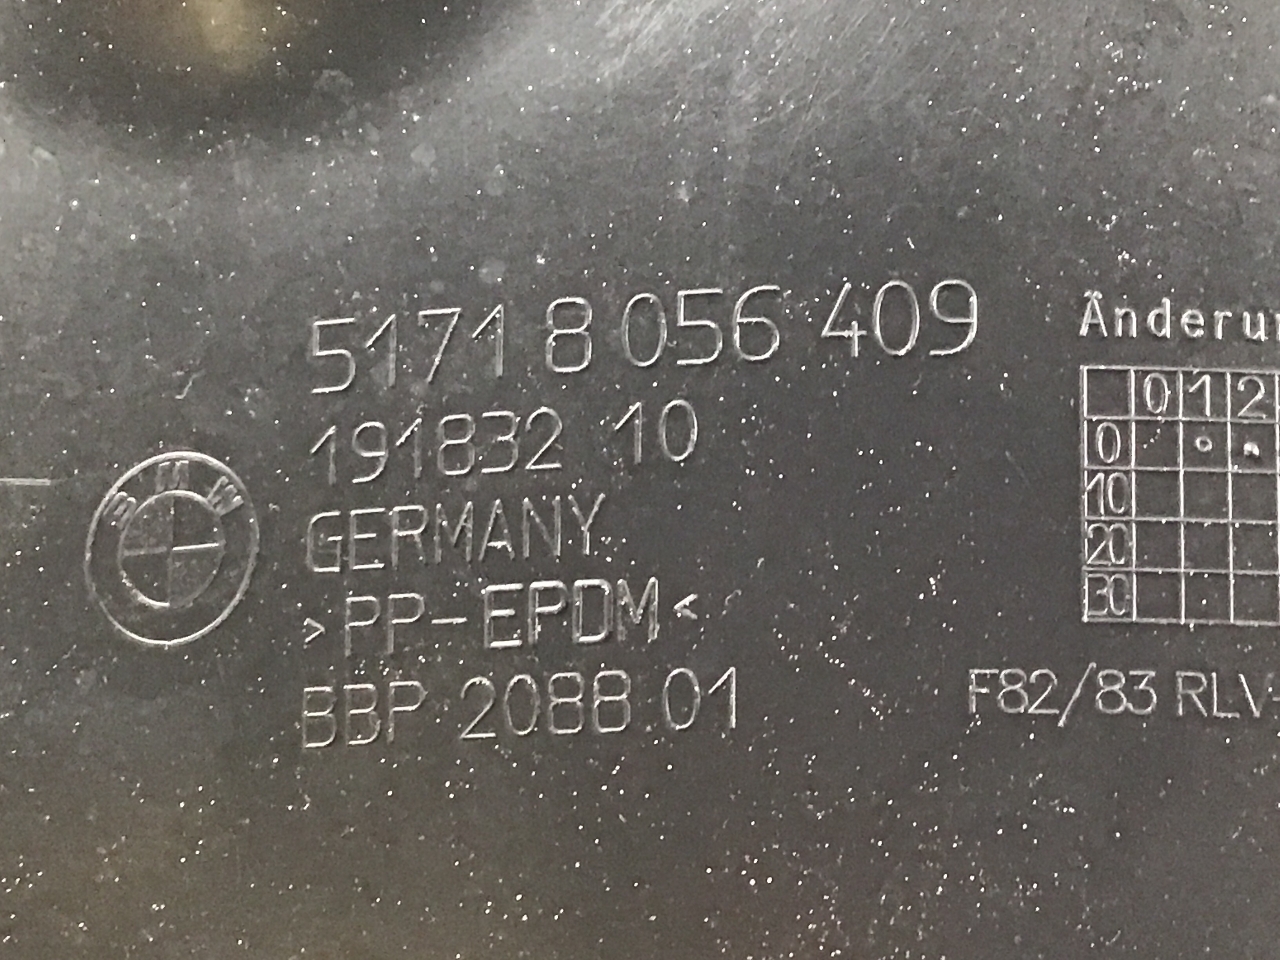 5171 8 056 409
191832 10
GERMANY
>PP-EPDM<
BBP 2088 01
BMW
Änderu
0 1 2
0
10
20
30
F82/83 RLV